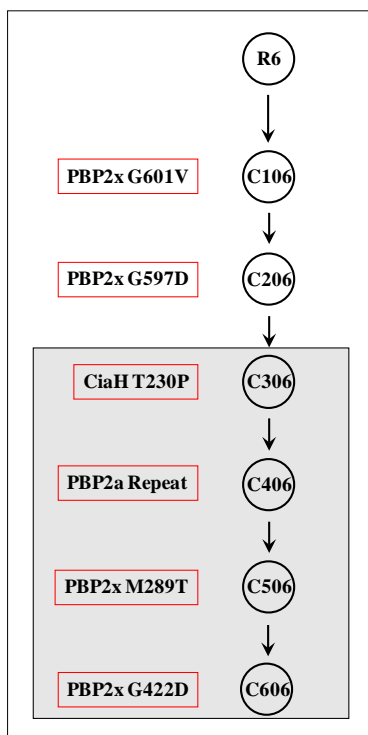 R6
PBP2x G601V C106
PBP2x G597D C206
CiaH T230P C306
PBP2a Repeat C406
PBP2x M289T C506
PBP2x G422D C606